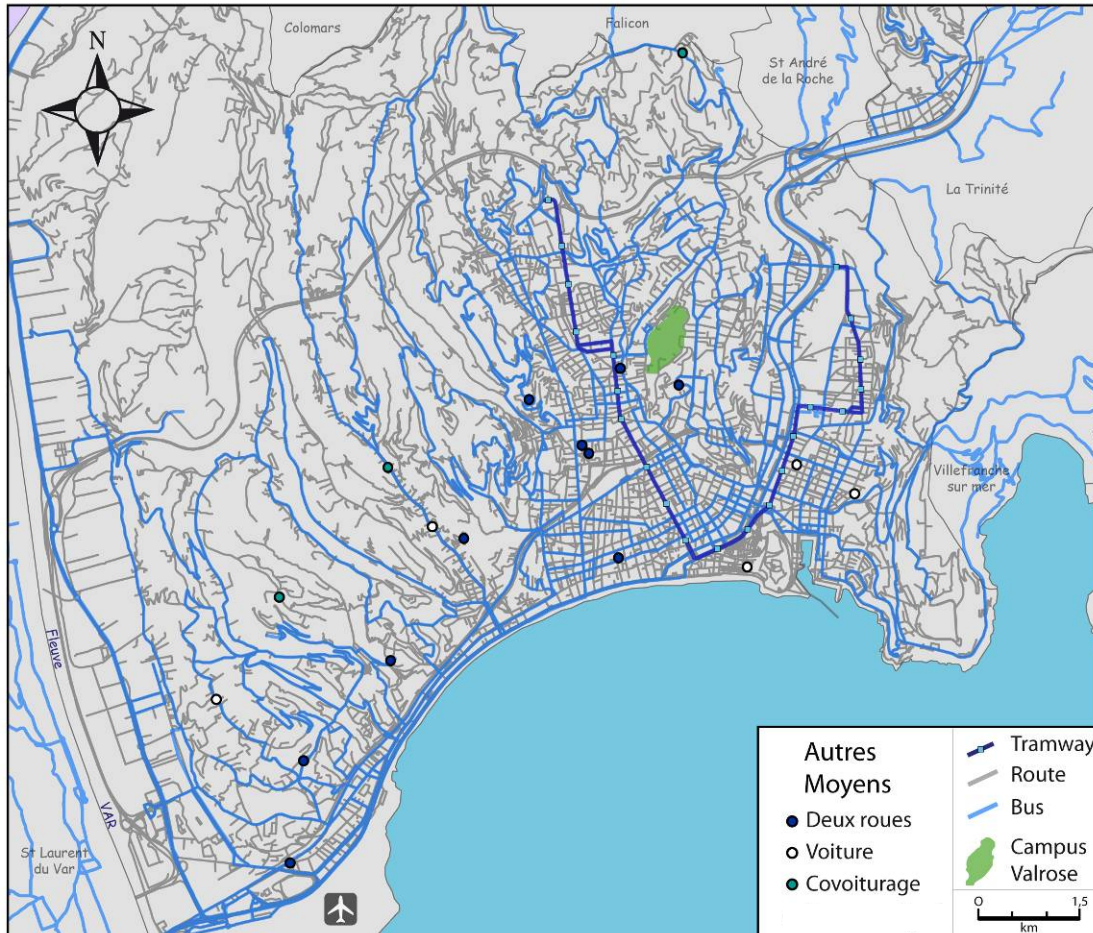 Colomars
Falicon
N
St André
de la Roche
La Trinité
Villefranche
sur mer
Fleuve
VAR
St Laurent
du Var
Autres
Moyens
Deux roues
Voiture
Covoiturage
Tramway
Route
Bus
Campus
Valrose
0 1,5
km